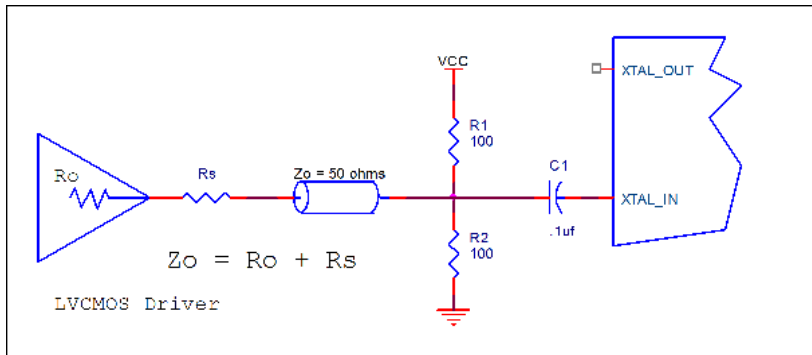 VCC
XTAL_OUT
R1
100
Ro
Rs
Zo = 50 ohms
C1
XTAL_IN
.1uf
R2
100
Zo = Ro + Rs
LVCMOS Driver